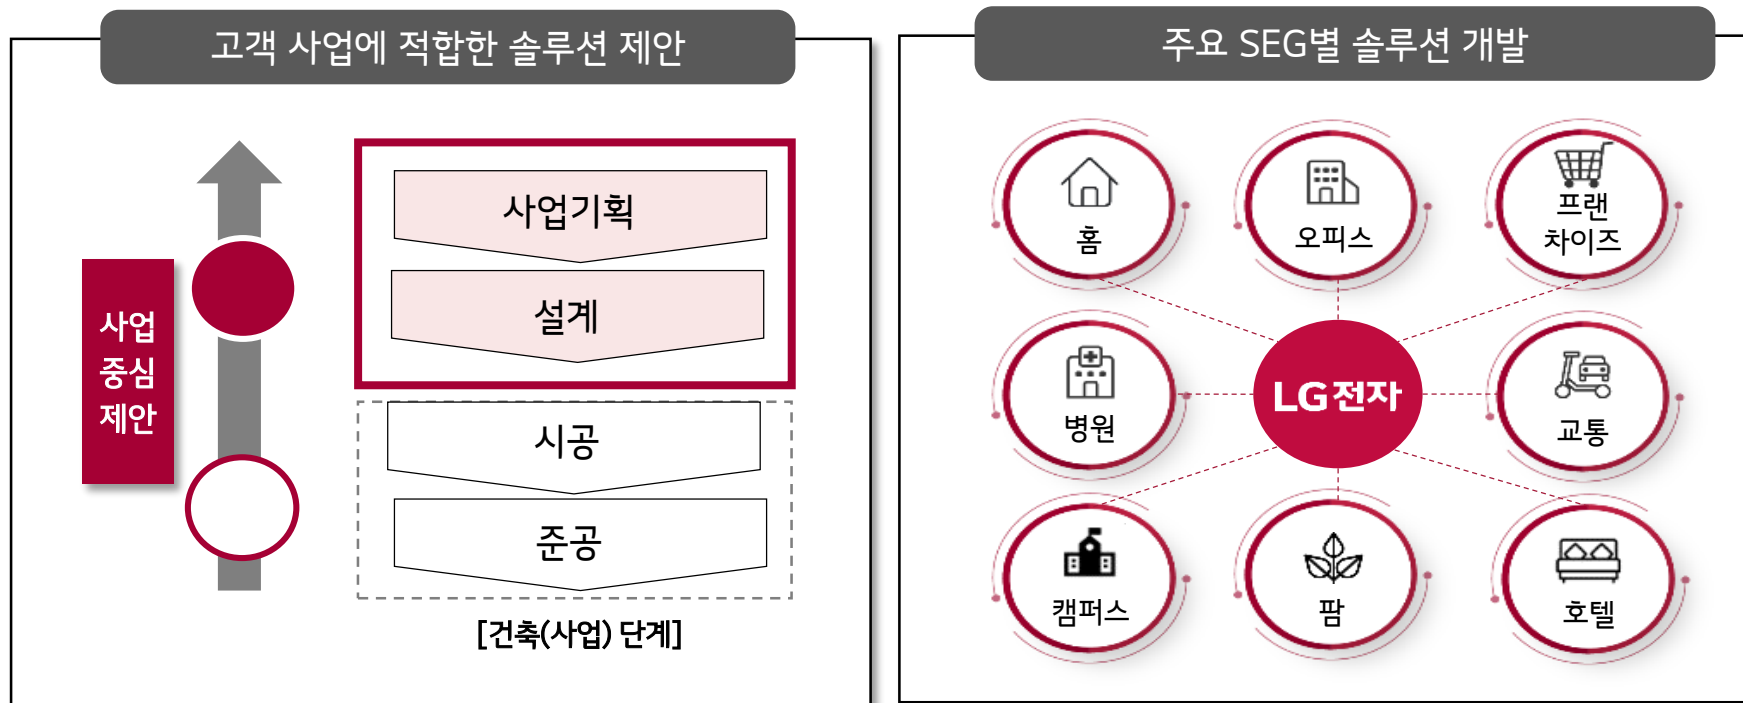 고객 사업에 적합한 솔루션 제안
사업기획
설계
사업
중심
제안
시공
준공
[건축(사업) 단계]
주요 SEG별 솔루션 개발
홈
오피스
프랜
차이즈
병원
LG전자
교통
캠퍼스
팜
호텔